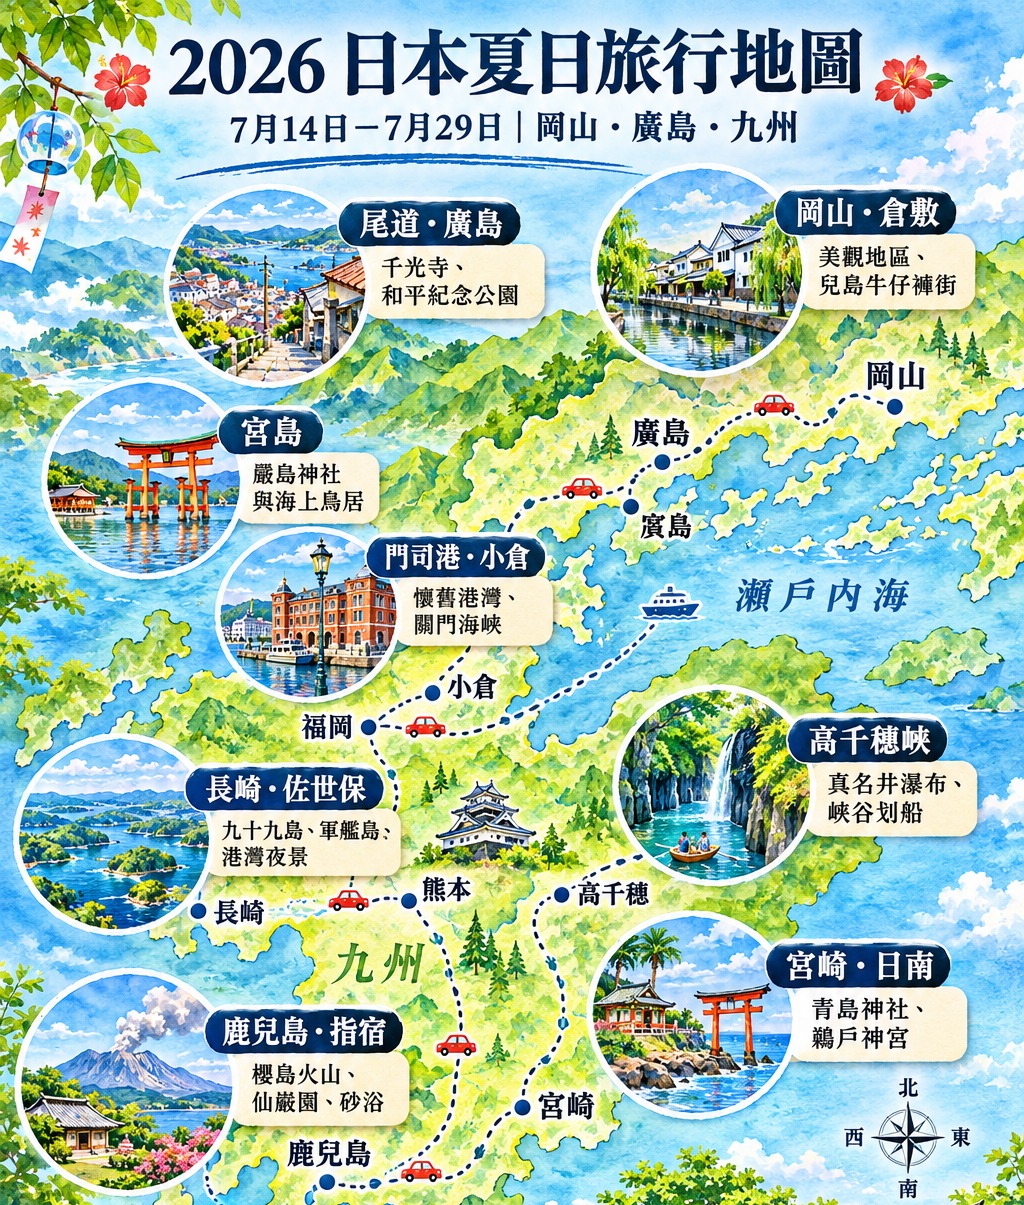 2026 日本夏日旅行地圖
7月14日－7月29日｜岡山・廣島・九州
尾道・廣島
千光寺、
和平紀念公園
岡山・倉敷
美觀地區、
兒島牛仔褲街
岡山
宮島
嚴島神社
與海上鳥居
廣島
廣島
門司港・小倉
懷舊港灣、
關門海峽
瀨戶內海
小倉
福岡
高千穗峽
真名井瀑布、
峽谷划船
長崎・佐世保
九十九島、軍艦島、
港灣夜景
熊本
高千穗
長崎
九州
宮崎・日南
青島神社、
鵜戶神宮
鹿兒島・指宿
櫻島火山、
仙巖園、砂浴
宮崎
鹿兒島
北
西
東
南